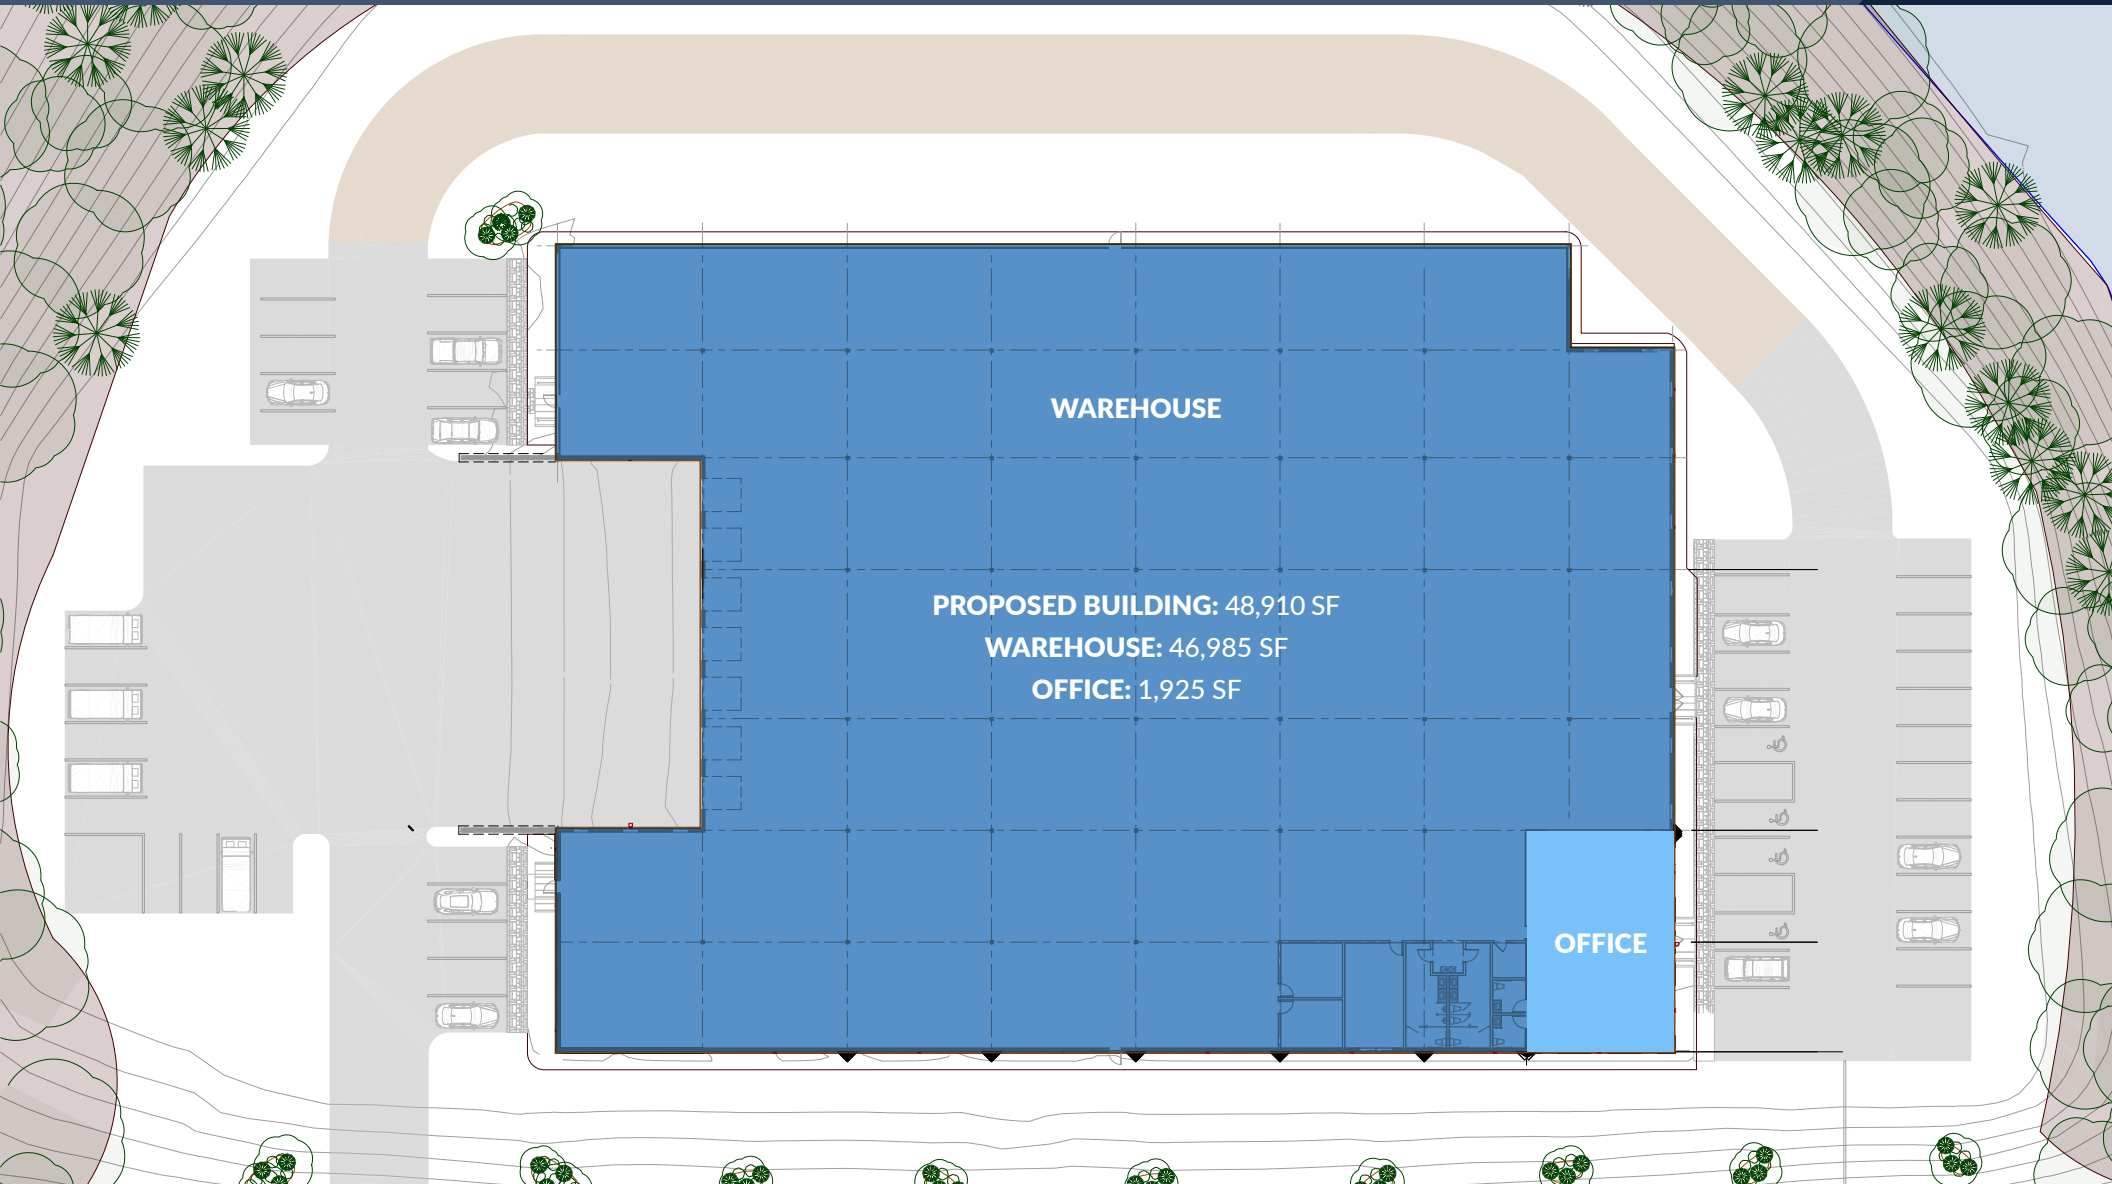 WAREHOUSE
PROPOSED BUILDING: 48,910 SF
WAREHOUSE: 46,985 SF
OFFICE: 1,925 SF
OFFICE